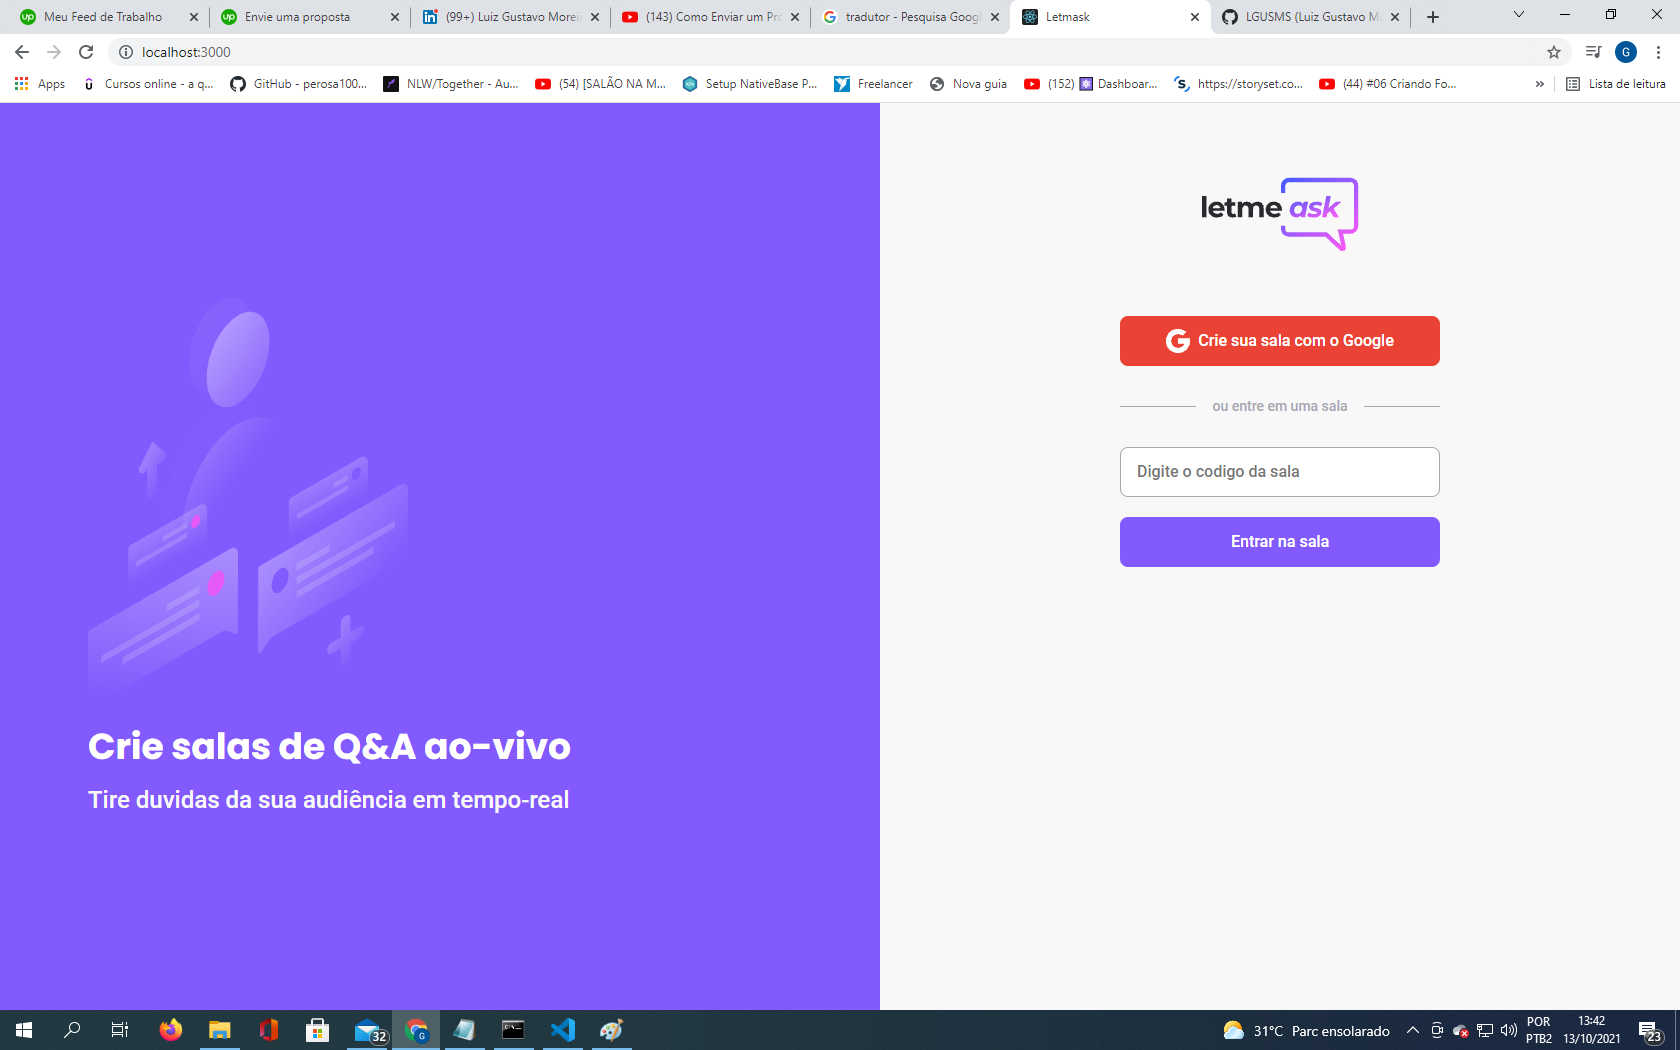 Meu Feed de Trabalho
Envie uma proposta
(99+) Luiz Gustavo Morei
(143) Como Enviar um Pr
tradutor - Pesquisa Goog
Letmask
LGUSMS (Luiz Gustavo M
localhost:3000
G
Apps
Cursos online - a q...
GitHub - perosa100...
NLW/Together - Au...
(54) [SALÃO NA M...
Setup NativeBase P...
Freelancer
Nova guia
(152) Dashboar...
https://storyset.co...
(44) #06 Criando Fo...
»
Lista de leitura
letme ask
Crie sua sala com o Google
ou entre em uma sala
Digite o codigo da sala
Entrar na sala
Crie salas de Q&A ao-vivo
Tire duvidas da sua audiência em tempo-real
32
G
31°C Parc ensolarado
POR
PTB2
13:42
13/10/2021
23